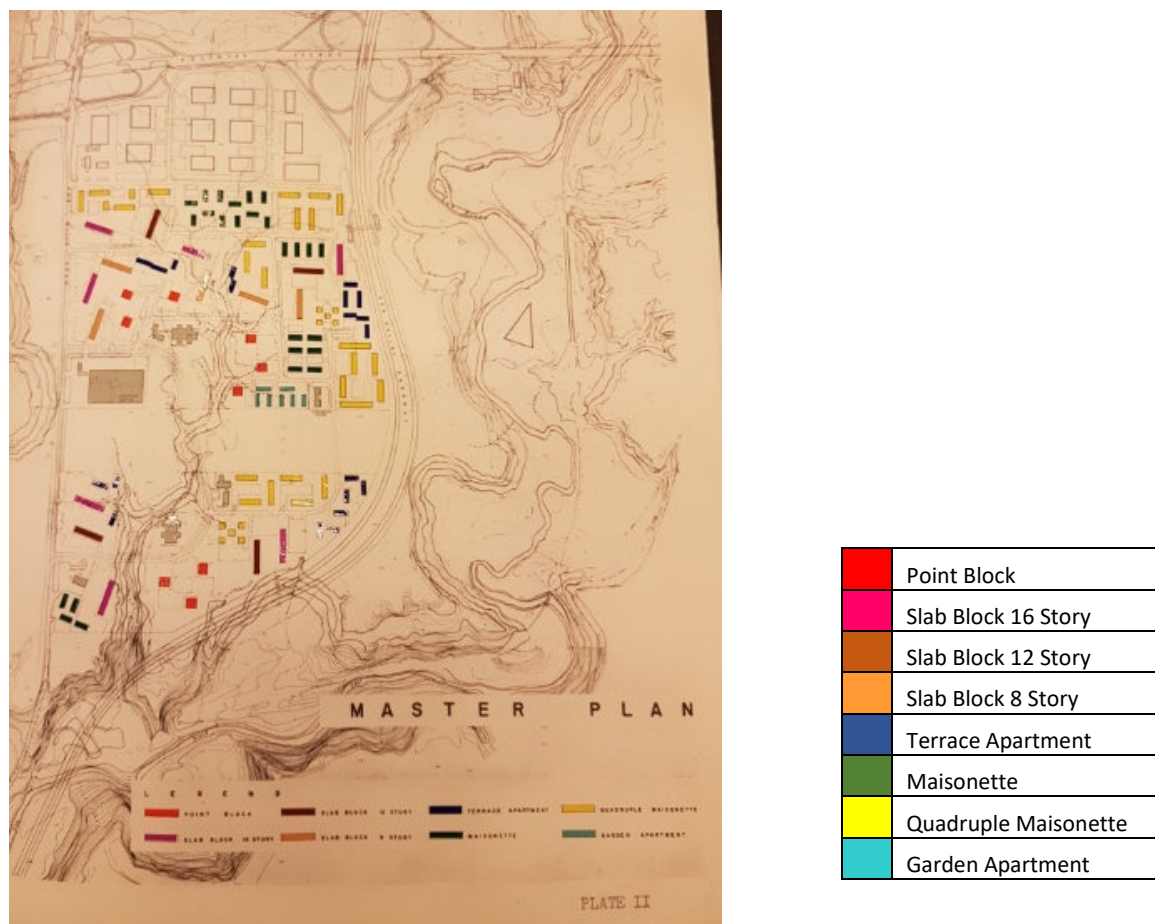 MASTER PLAN
LEGEND
POINT BLOCK
SLAB BLOCK 12 STORY
TERRACE APARTMENT
QUADRUPLE MAISONETTE
SLAB BLOCK 16 STORY
SLAB BLOCK 8 STORY
MAISONETTE
GARDEN APARTMENT
PLATE II
Point Block
Slab Block 16 Story
Slab Block 12 Story
Slab Block 8 Story
Terrace Apartment
Maisonette
Quadruple Maisonette
Garden Apartment